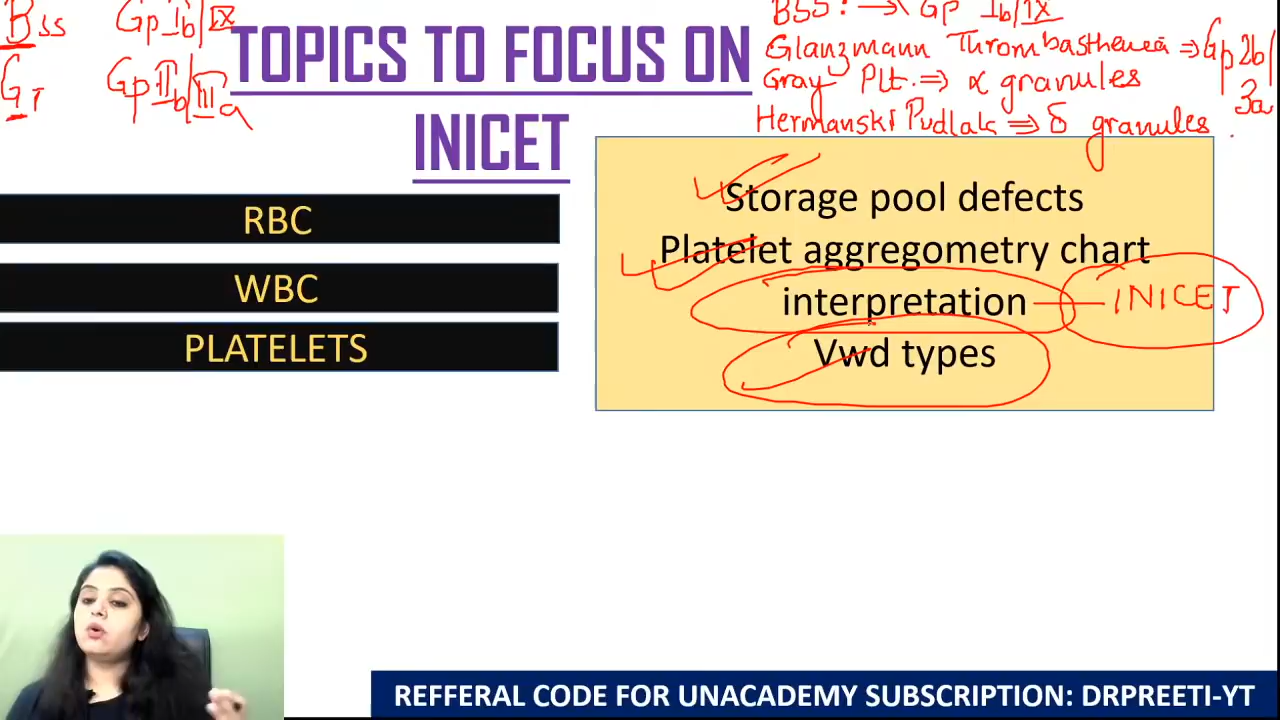 Bss Gp Ib/IX
GT Gp IIb/IIIa
BSS: → Gp Ib/IX
Glanzmann Thrombasthenea ⇒ Gp 2b/
3a
Gray Plt. ⇒ α granules
Hermanski Pudlak ⇒ δ granules
TOPICS TO FOCUS ON
INICET
RBC
WBC
PLATELETS
Storage pool defects
Platelet aggregometry chart
interpretation INICET
Vwd types
REFFERAL CODE FOR UNACADEMY SUBSCRIPTION: DRPREETI-YT